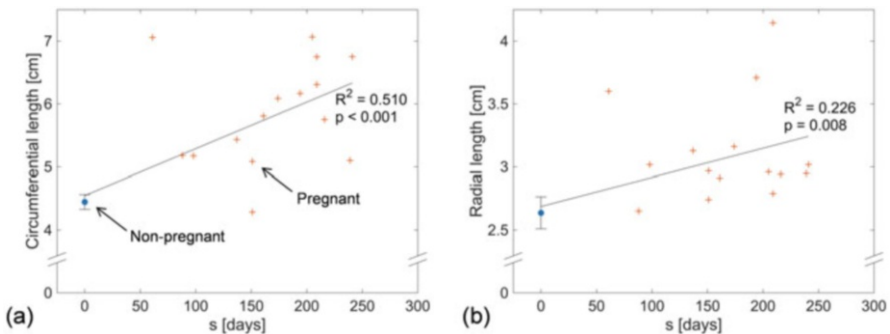 7
6
5
4
0
Circumferential length [cm]
R² = 0.510
p < 0.001
Pregnant
Non-pregnant
0 50 100 150 200 250 300
s [days]
(a)
4
3.5
3
2.5
0
Radial length [cm]
R² = 0.226
p = 0.008
0 50 100 150 200 250 300
s [days]
(b)